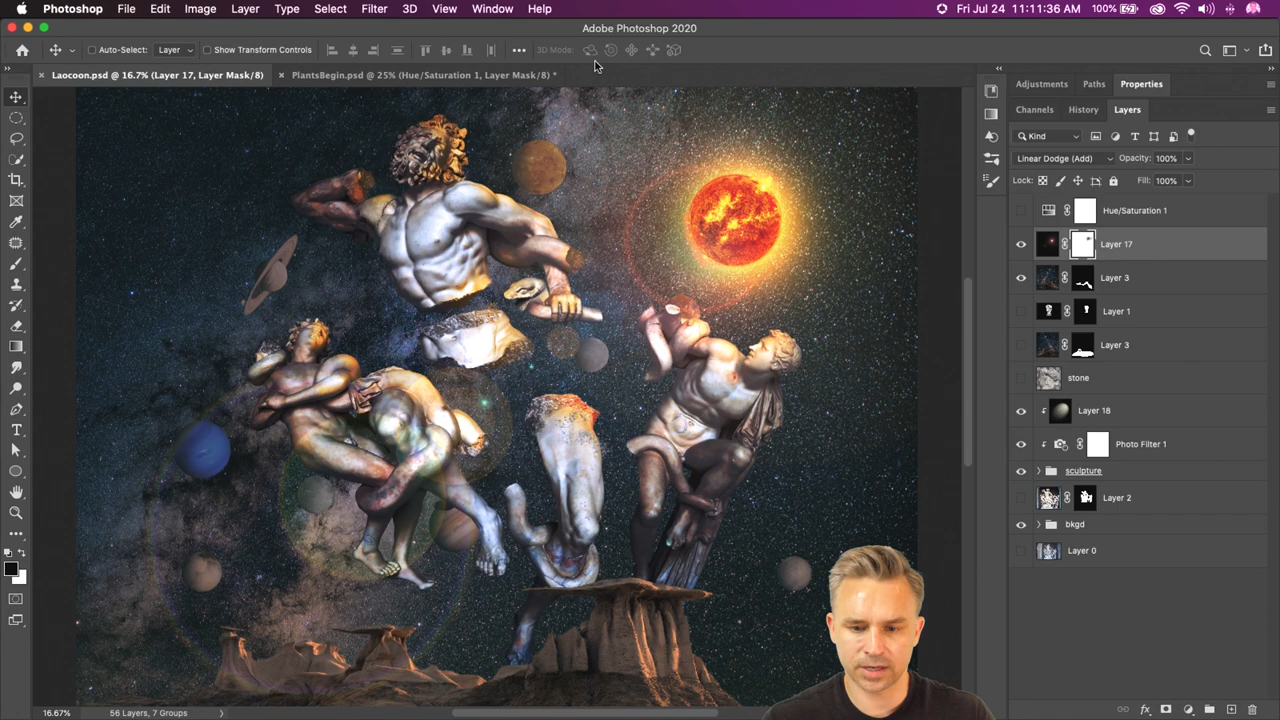 Photoshop File Edit Image Layer Type Select Filter 3D View Window Help 100% Fri Jul 24 11:11:36 AM
Adobe Photoshop 2020
Auto-Select: Layer Show Transform Controls 3D Mode:
Laocoon.psd @ 16.7% (Layer 17, Layer Mask/8) PlantsBegin.psd @ 25% (Hue/Saturation 1, Layer Mask/8) *
Adjustments Paths Properties
Channels History Layers
Kind
Linear Dodge (Add) Opacity: 100%
Lock: Fill: 100%
Hue/Saturation 1
Layer 17
Layer 3
Layer 1
Layer 3
stone
Layer 18
Photo Filter 1
sculpture
Layer 2
bkgd
Layer 0
16.67% 56 Layers, 7 Groups